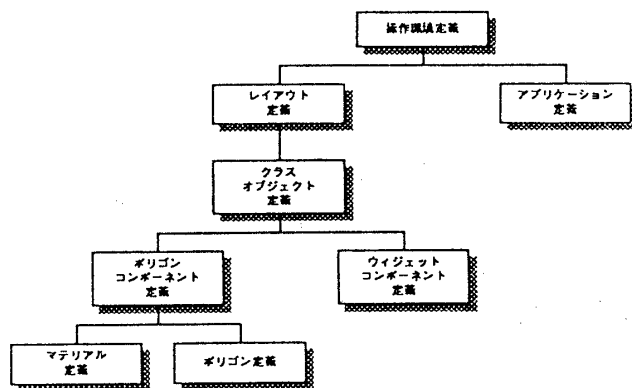 操作環境定義
レイアウト
定義
アプリケーション
定義
クラス
オブジェクト
定義
ポリゴン
コンポーネント
定義
ウィジェット
コンポーネント
定義
マテリアル
定義
ポリゴン定義